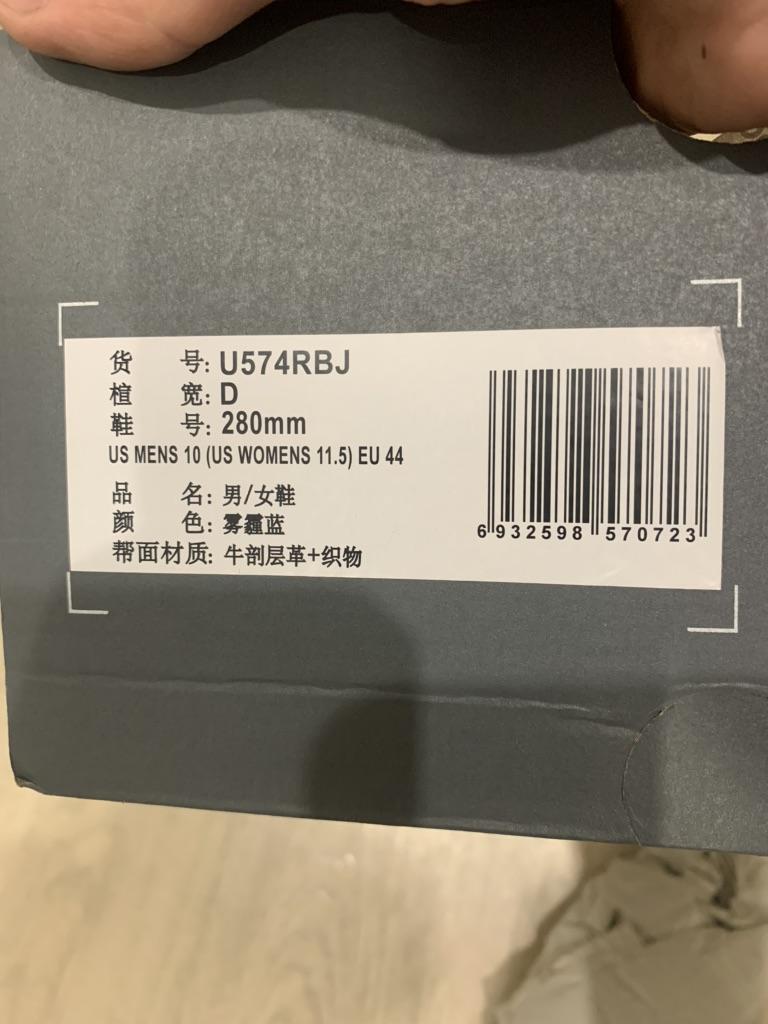 货 号: U574RBJ
楦 宽: D
鞋 号: 280mm
US MENS 10 (US WOMENS 11.5) EU 44
品 名: 男/女鞋
颜 色: 雾霾蓝
帮面材质: 牛剖层革+织物
6 932598 570723